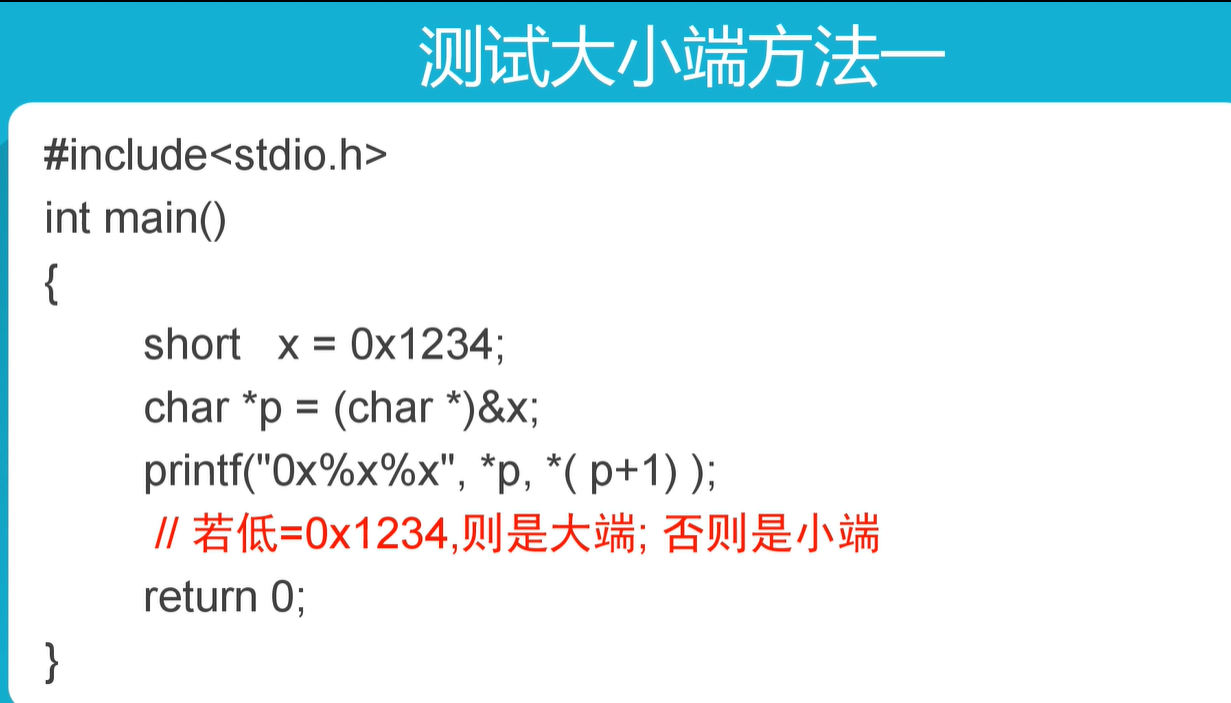 测试大小端方法一
#include<stdio.h>
int main()
{
short x = 0x1234;
char *p = (char *)&x;
printf("0x%x%x", *p, *( p+1) );
// 若低=0x1234,则是大端; 否则是小端
return 0;
}